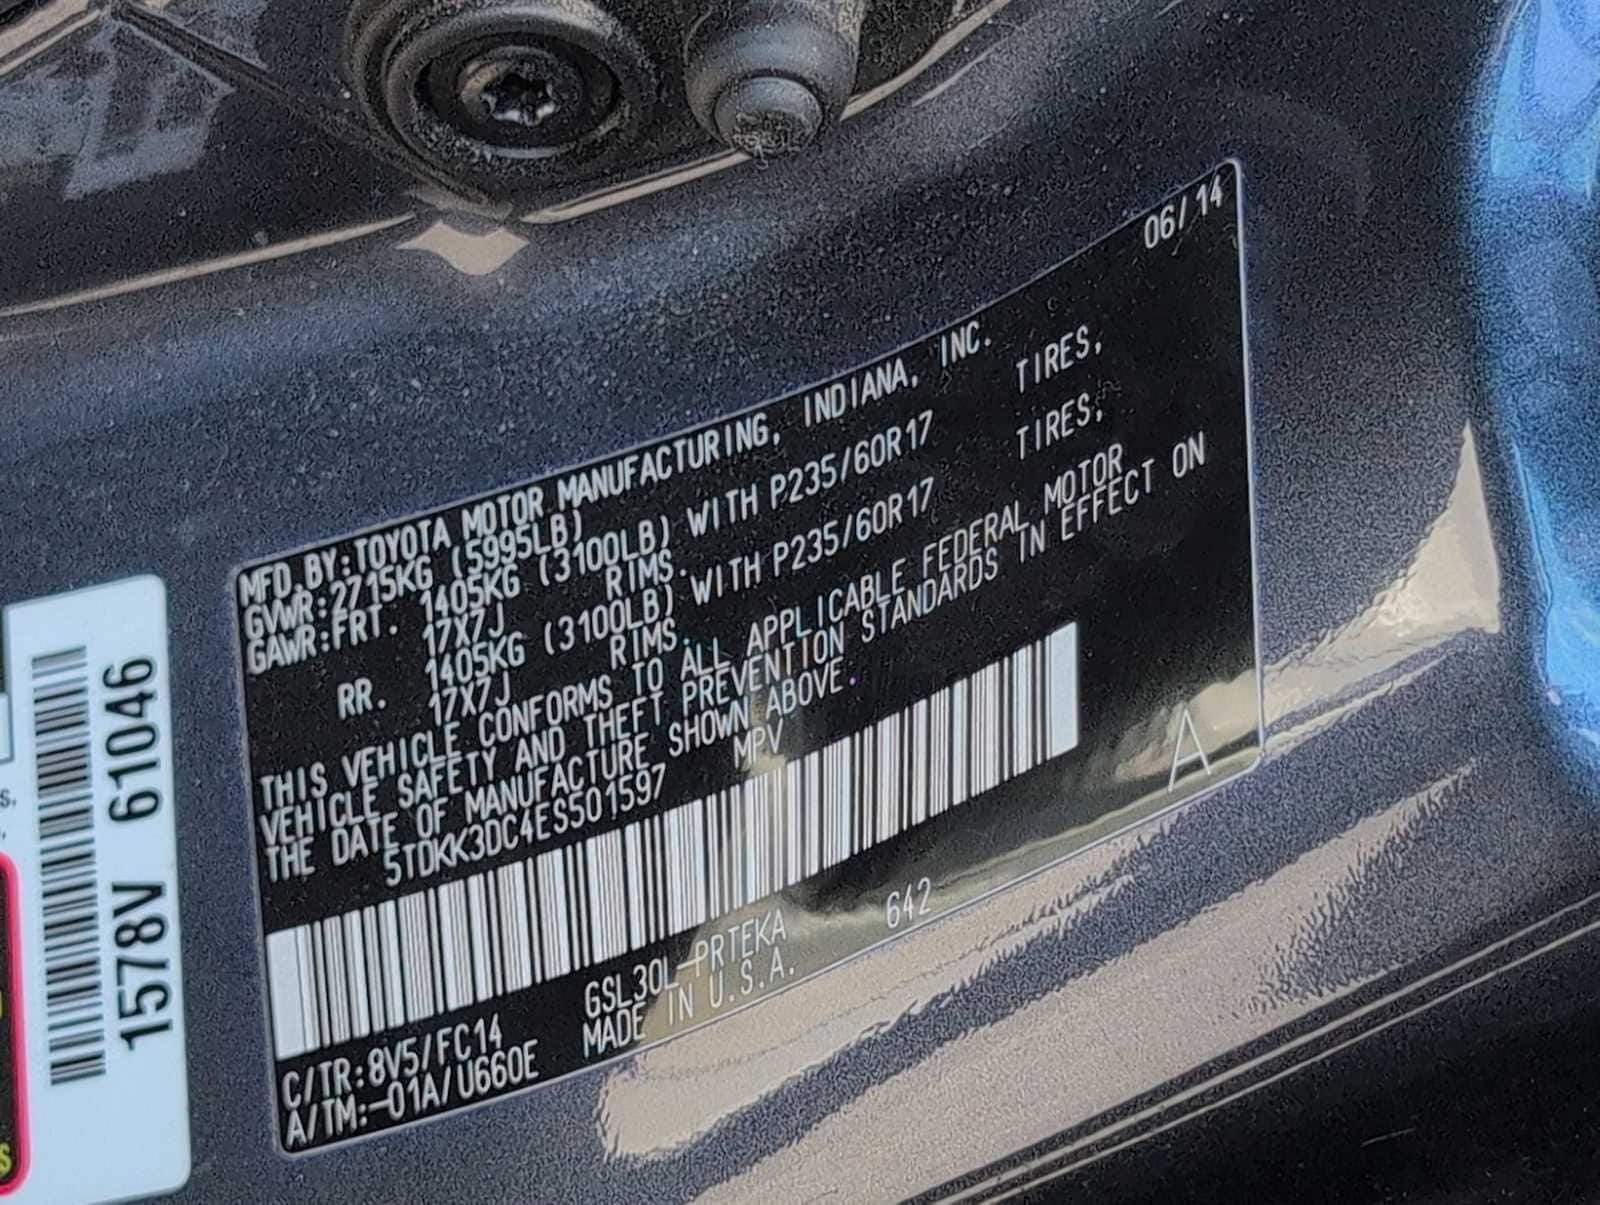 06/14
MFD. BY: TOYOTA MOTOR MANUFACTURING, INDIANA, INC.
GVWR: 2715KG (5995LB)
GAWR: FRT. 1405KG (3100LB) WITH P235/60R17 TIRES,
17X7J RIMS.
RR. 1405KG (3100LB) WITH P235/60R17 TIRES,
17X7J RIMS.
THIS VEHICLE CONFORMS TO ALL APPLICABLE FEDERAL MOTOR
VEHICLE SAFETY AND THEFT PREVENTION STANDARDS IN EFFECT ON
THE DATE OF MANUFACTURE SHOWN ABOVE.
5TDKK3DC4ES501597 MPV
A
C/TR: 8V5/FC14 GSL30L-PRTEKA 642
A/TM:-01A/U660E MADE IN U.S.A.
1578V 61046